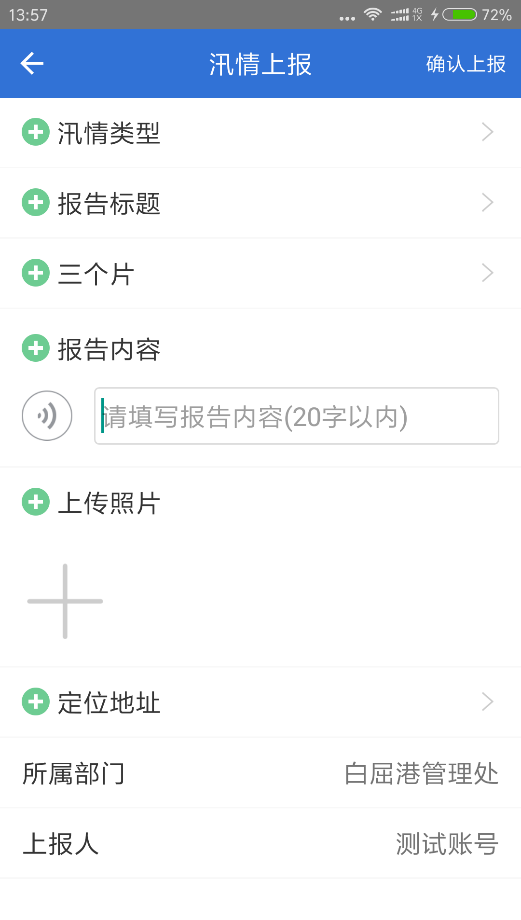 13:57 ... 4G 1X 72%
汛情上报 确认上报
汛情类型
报告标题
三个片
报告内容
请填写报告内容(20字以内)
上传照片
定位地址
所属部门 白屈港管理处
上报人 测试账号